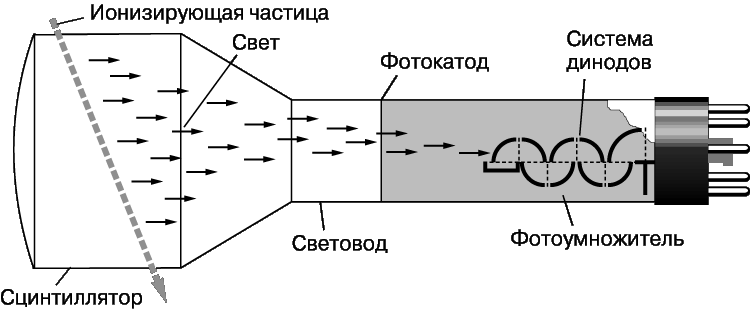 Ионизирующая частица
Свет
Система
динодов
Фотокатод
Световод
Фотоумножитель
Сцинтиллятор